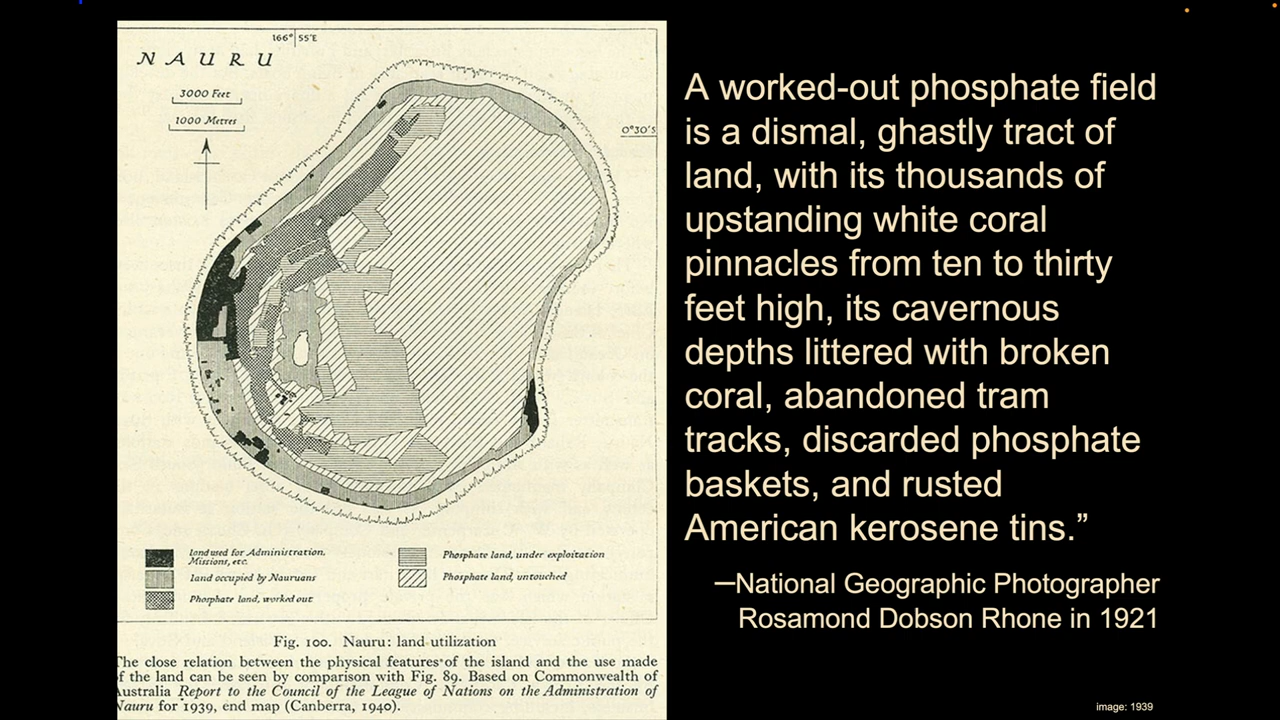 166° 55'E
NAURU
3000 Feet
1000 Metres
0°30'S
land used for Administration,
Missions, etc.
land occupied by Nauruans
Phosphate land, worked out
Phosphate land, under exploitation
Phosphate land, untouched
Fig. 100. Nauru: land utilization
The close relation between the physical features of the island and the use made
of the land can be seen by comparison with Fig. 89. Based on Commonwealth of
Australia Report to the Council of the League of Nations on the Administration of
Nauru for 1939, end map (Canberra, 1940).
A worked-out phosphate field
is a dismal, ghastly tract of
land, with its thousands of
upstanding white coral
pinnacles from ten to thirty
feet high, its cavernous
depths littered with broken
coral, abandoned tram
tracks, discarded phosphate
baskets, and rusted
American kerosene tins.”
—National Geographic Photographer
Rosamond Dobson Rhone in 1921
image: 1939